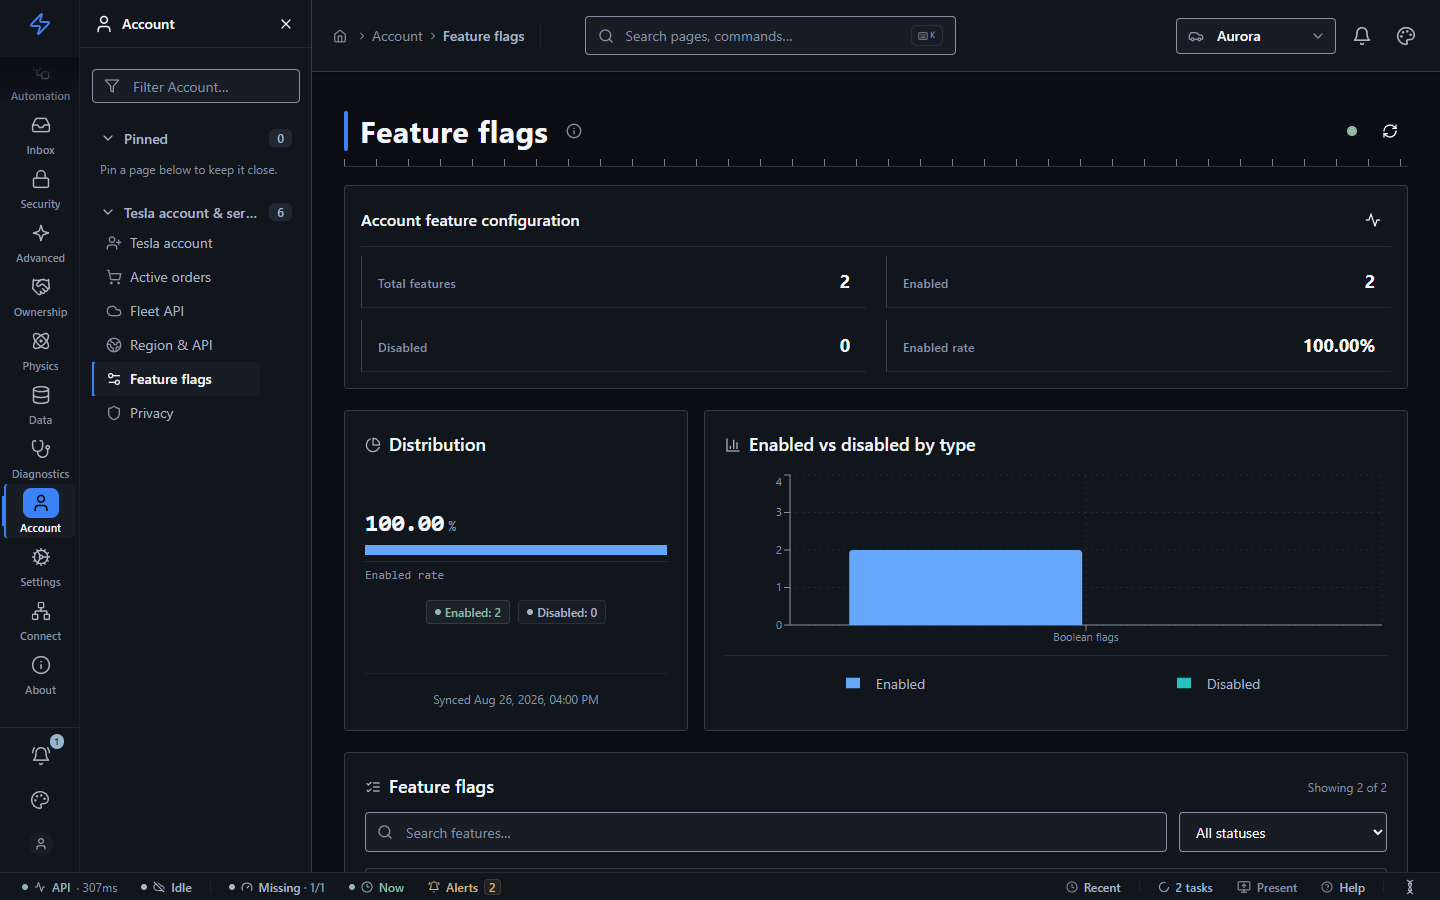 Automation
Inbox
Security
Advanced
Ownership
Physics
Data
Diagnostics
Account
Settings
Connect
About
1
Account
Filter Account...
Pinned 0
Pin a page below to keep it close.
Tesla account & ser... 6
Tesla account
Active orders
Fleet API
Region & API
Feature flags
Privacy
Account
Feature flags
Search pages, commands...
K
Aurora
Feature flags
Account feature configuration
Total features 2
Enabled 2
Disabled 0
Enabled rate 100.00%
Distribution
100.00 %
Enabled rate
Enabled: 2 Disabled: 0
Synced Aug 26, 2026, 04:00 PM
Enabled vs disabled by type
4
3
2
1
0
Boolean flags
Enabled Disabled
Feature flags
Showing 2 of 2
Search features...
All statuses
API · 307ms Idle Missing · 1/1 Now Alerts 2 Recent 2 tasks Present Help